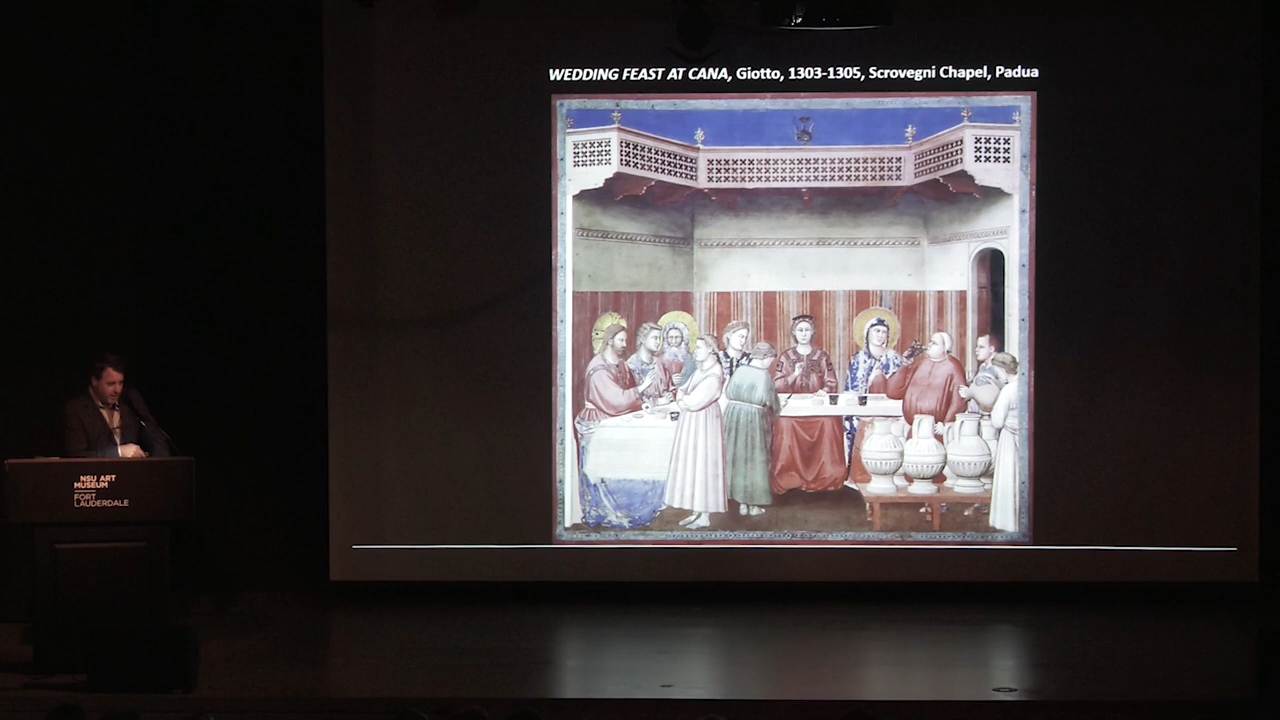 WEDDING FEAST AT CANA, Giotto, 1303-1305, Scrovegni Chapel, Padua
NSU ART
MUSEUM
FORT
LAUDERDALE